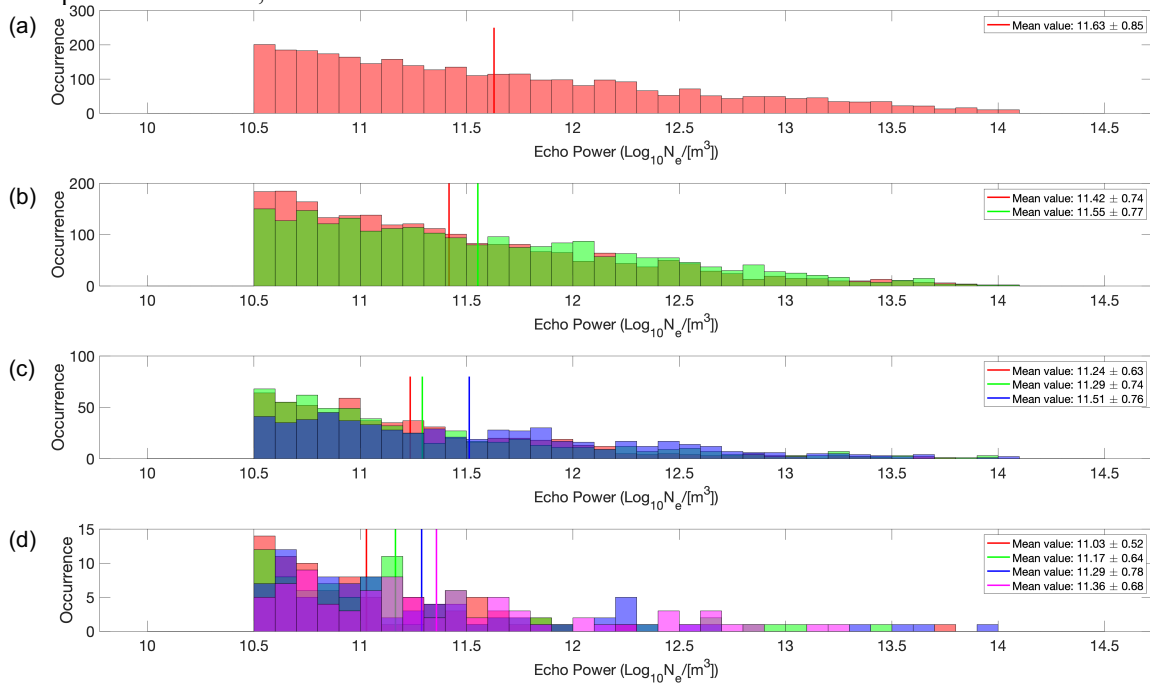 (a)
Occurrence
300
200
100
0
Mean value: 11.63 ± 0.85
10 10.5 11 11.5 12 12.5 13 13.5 14 14.5
Echo Power (Log10Ne/[m3])
(b)
Occurrence
200
100
0
Mean value: 11.42 ± 0.74
Mean value: 11.55 ± 0.77
10 10.5 11 11.5 12 12.5 13 13.5 14 14.5
Echo Power (Log10Ne/[m3])
(c)
Occurrence
100
50
0
Mean value: 11.24 ± 0.63
Mean value: 11.29 ± 0.74
Mean value: 11.51 ± 0.76
10 10.5 11 11.5 12 12.5 13 13.5 14 14.5
Echo Power (Log10Ne/[m3])
(d)
Occurrence
15
10
5
0
Mean value: 11.03 ± 0.52
Mean value: 11.17 ± 0.64
Mean value: 11.29 ± 0.78
Mean value: 11.36 ± 0.68
10 10.5 11 11.5 12 12.5 13 13.5 14 14.5
Echo Power (Log10Ne/[m3])